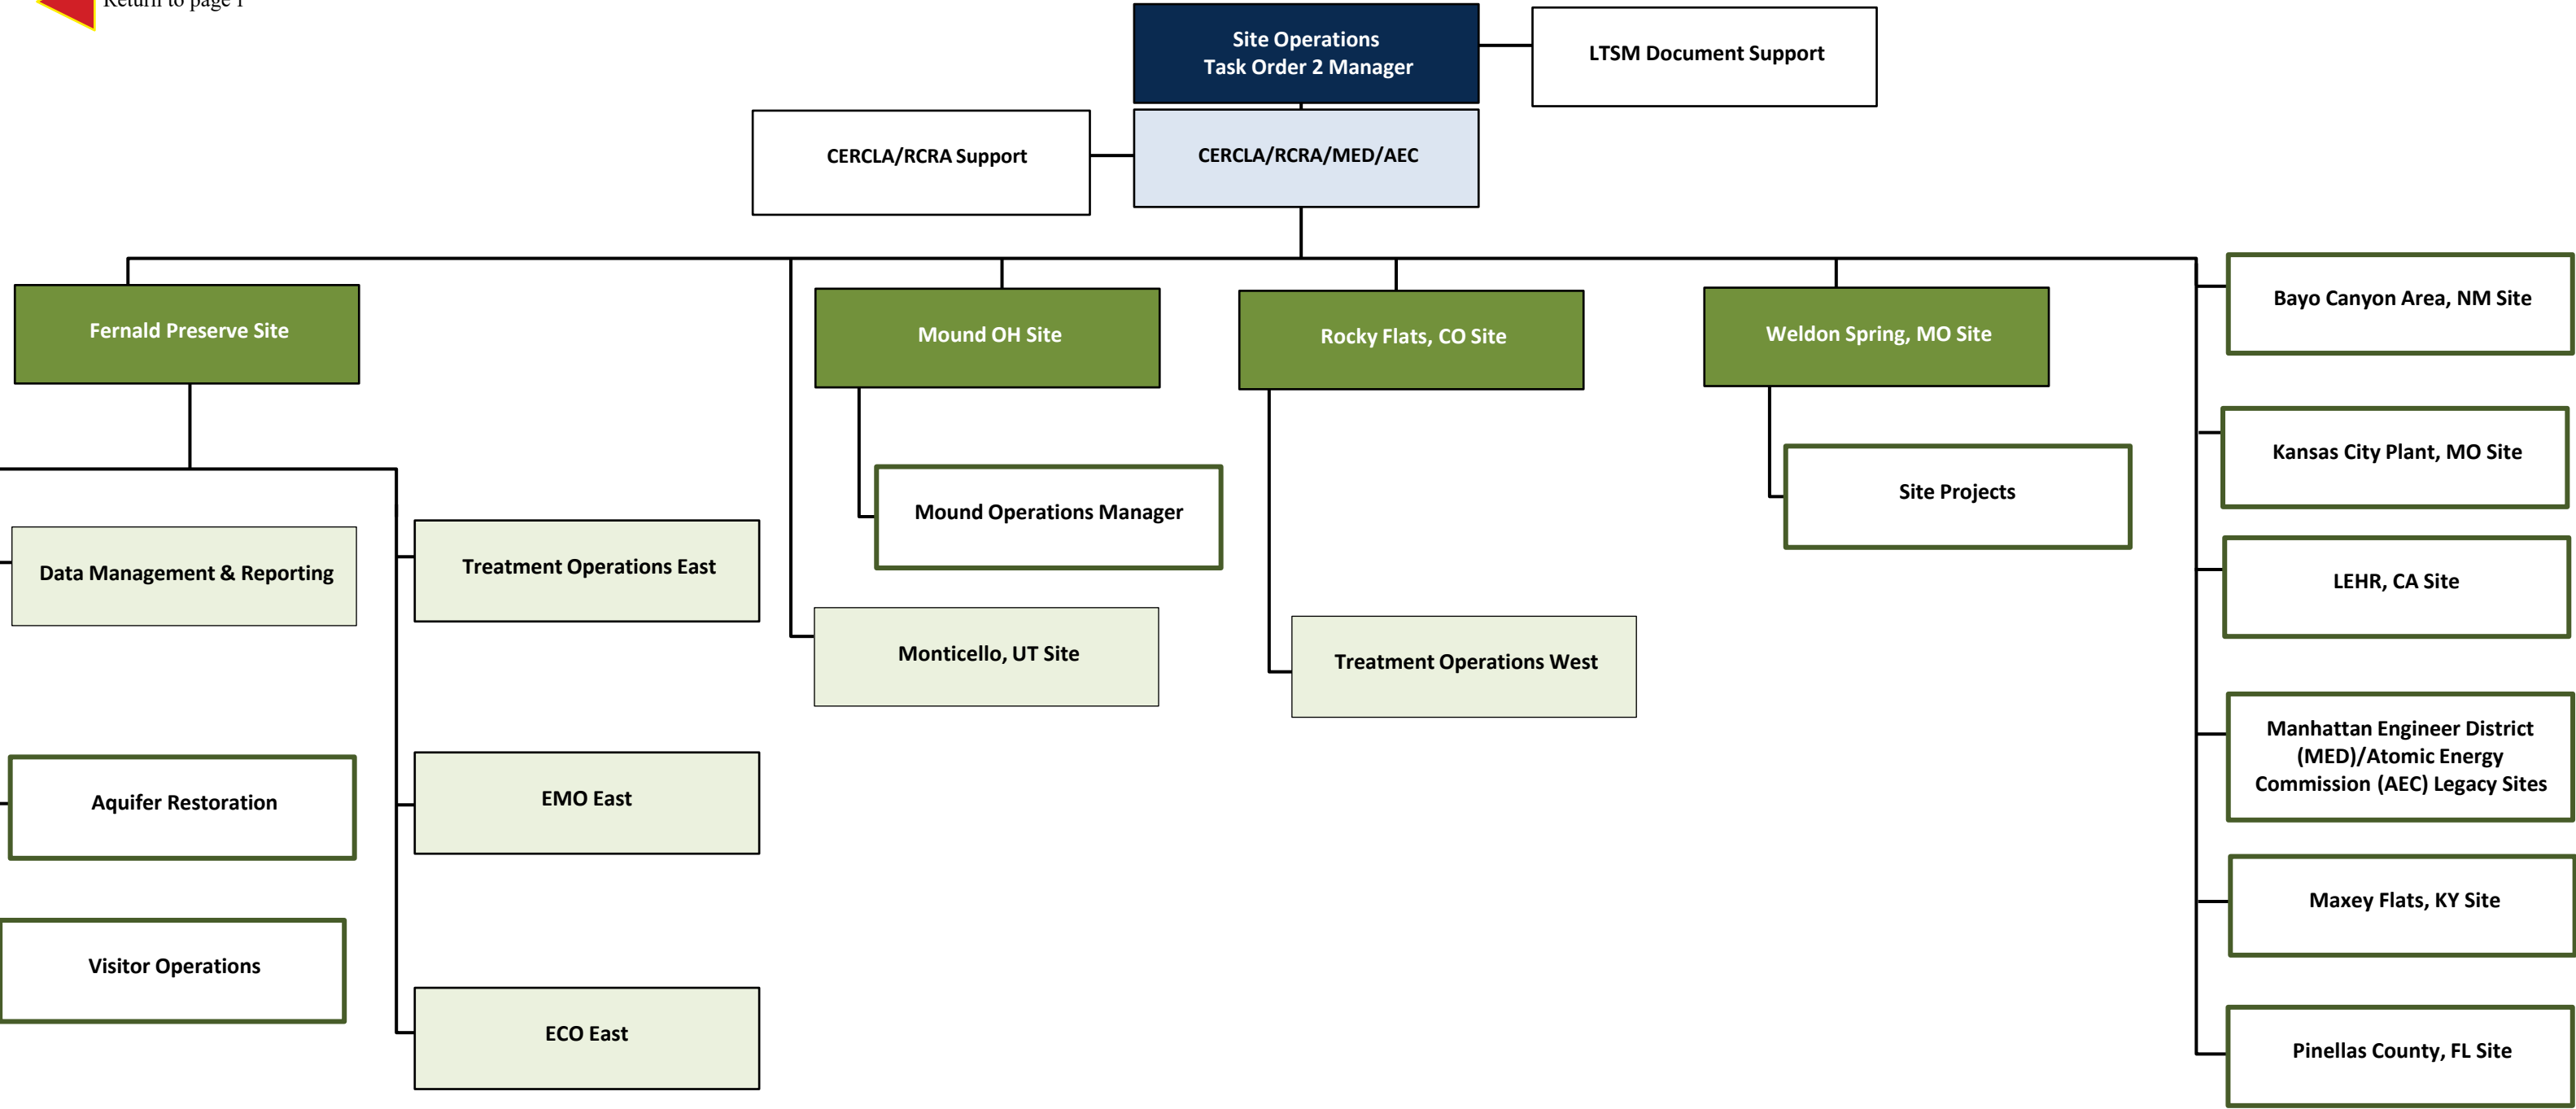 Return to page 1
Site Operations
Task Order 2 Manager
LTSM Document Support
CERCLA/RCRA Support
CERCLA/RCRA/MED/AEC
Fernald Preserve Site
Mound OH Site
Rocky Flats, CO Site
Weldon Spring, MO Site
Bayo Canyon Area, NM Site
Kansas City Plant, MO Site
Mound Operations Manager
Site Projects
Data Management & Reporting
Treatment Operations East
LEHR, CA Site
Monticello, UT Site
Treatment Operations West
Manhattan Engineer District
(MED)/Atomic Energy
Commission (AEC) Legacy Sites
Aquifer Restoration
EMO East
Maxey Flats, KY Site
Visitor Operations
ECO East
Pinellas County, FL Site